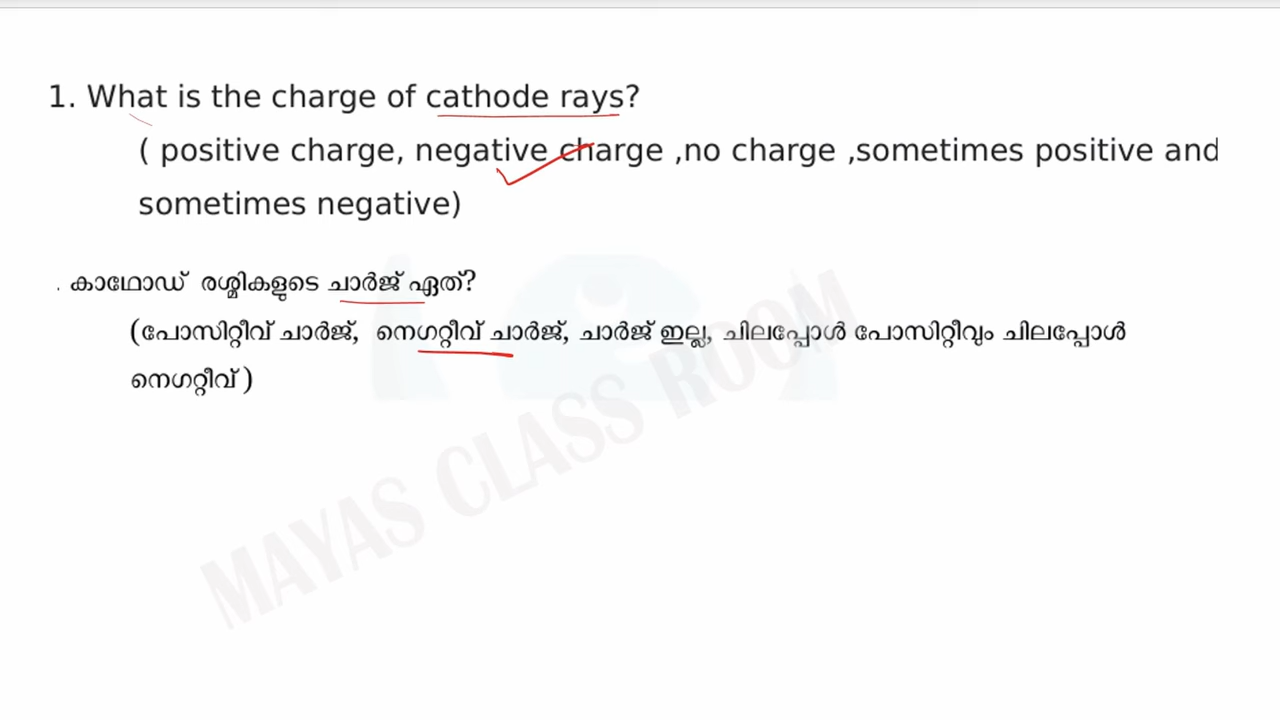 1. What is the charge of cathode rays?
( positive charge, negative charge ,no charge ,sometimes positive and
sometimes negative)
. കാഥോഡ് രശ്മികളുടെ ചാർജ് ഏത്?
(പോസിറ്റീവ് ചാർജ്, നെഗറ്റീവ് ചാർജ്, ചാർജ് ഇല്ല, ചിലപ്പോൾ പോസിറ്റീവും ചിലപ്പോൾ
നെഗറ്റീവ് )
MAYAS CLASS ROOM